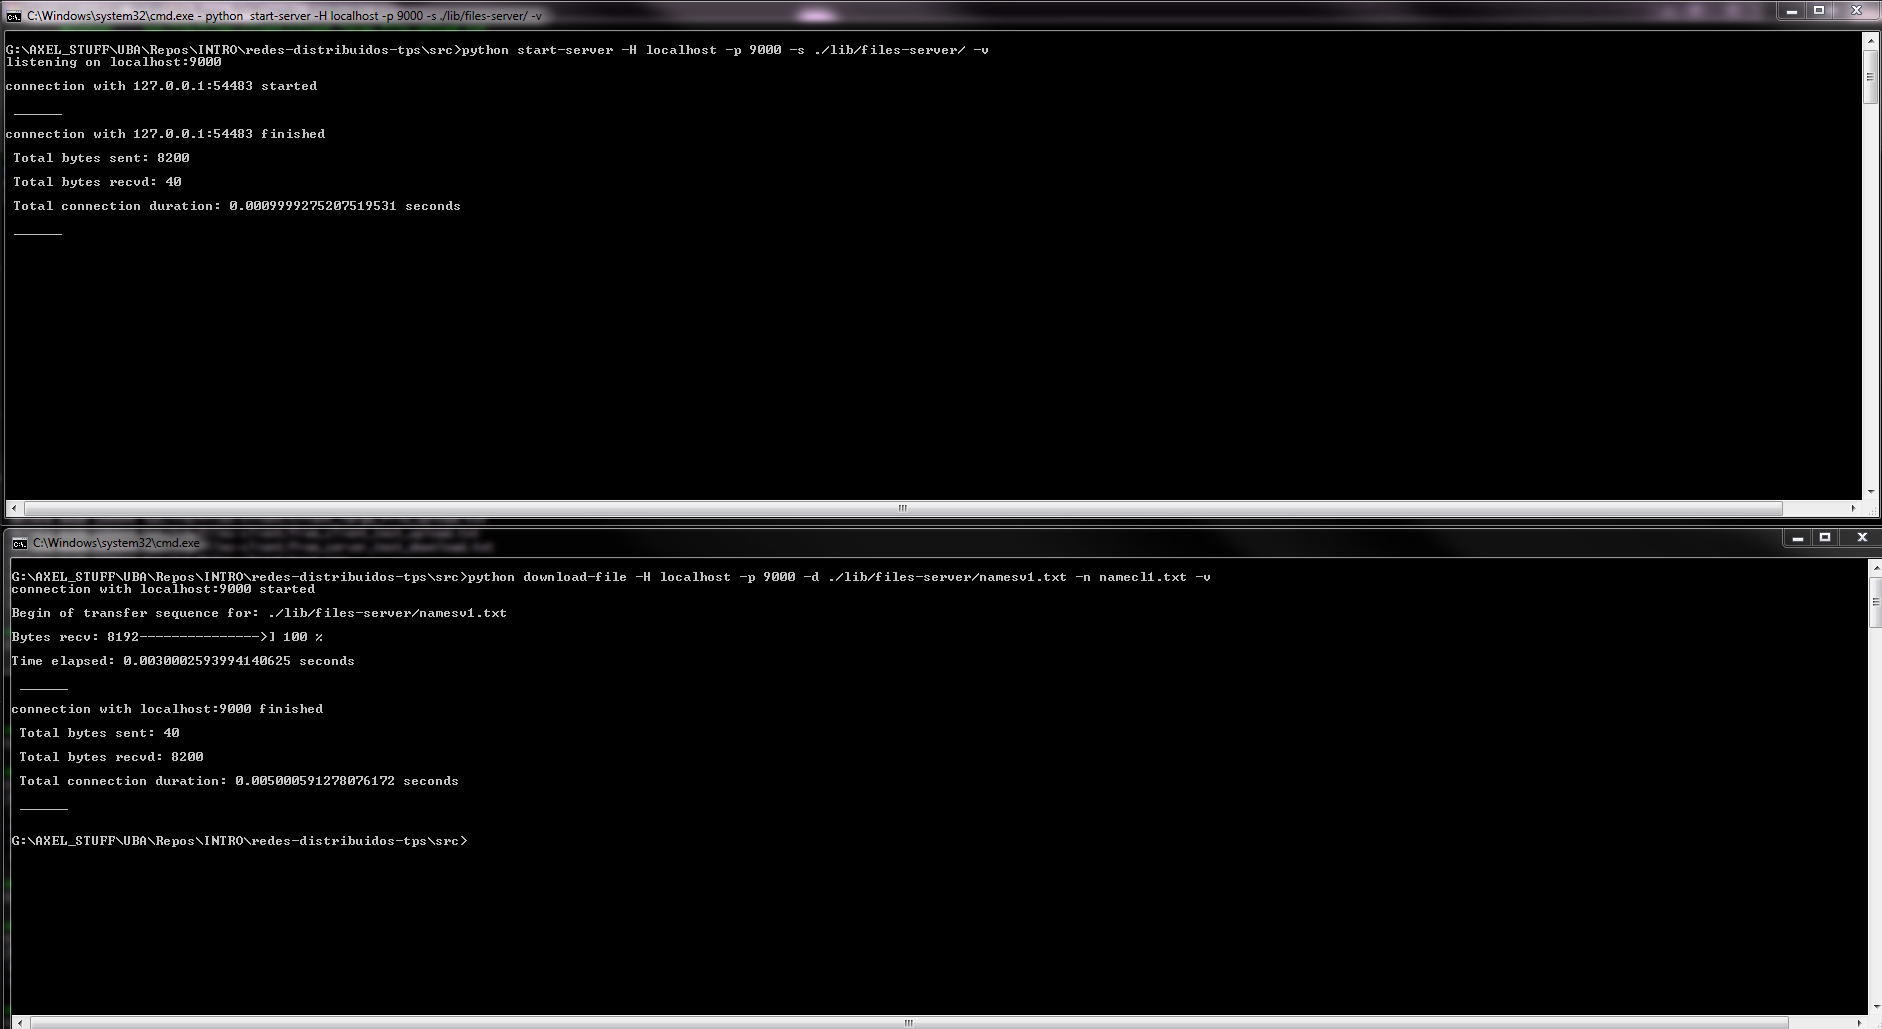 C:\Windows\system32\cmd.exe - python  start-server -H localhost -p 9000 -s ./lib/files-server/ -v
G:\AXEL_STUFF\UBA\Repos\INTRO\redes-distribuidos-tps\src>python start-server -H localhost -p 9000 -s ./lib/files-server/ -v
listening on localhost:9000
connection with 127.0.0.1:54483 started
______
connection with 127.0.0.1:54483 finished
Total bytes sent: 8200
Total bytes recvd: 40
Total connection duration: 0.0009999275207519531 seconds
______
C:\Windows\system32\cmd.exe
G:\AXEL_STUFF\UBA\Repos\INTRO\redes-distribuidos-tps\src>python download-file -H localhost -p 9000 -d ./lib/files-server/namesv1.txt -n namecl1.txt -v
connection with localhost:9000 started
Begin of transfer sequence for: ./lib/files-server/namesv1.txt
Bytes recv: 8192--------------->] 100 %
Time elapsed: 0.0030002593994140625 seconds
______
connection with localhost:9000 finished
Total bytes sent: 40
Total bytes recvd: 8200
Total connection duration: 0.005000591278076172 seconds
______
G:\AXEL_STUFF\UBA\Repos\INTRO\redes-distribuidos-tps\src>